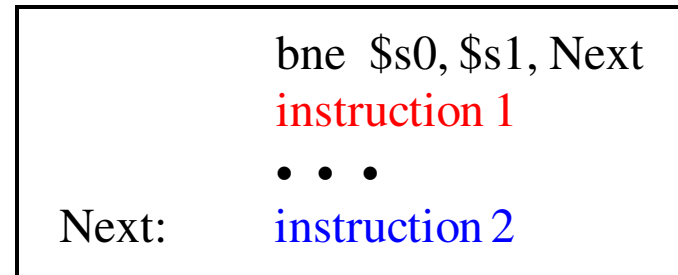 bne $s0, $s1, Next
instruction 1
• • •
Next: instruction 2